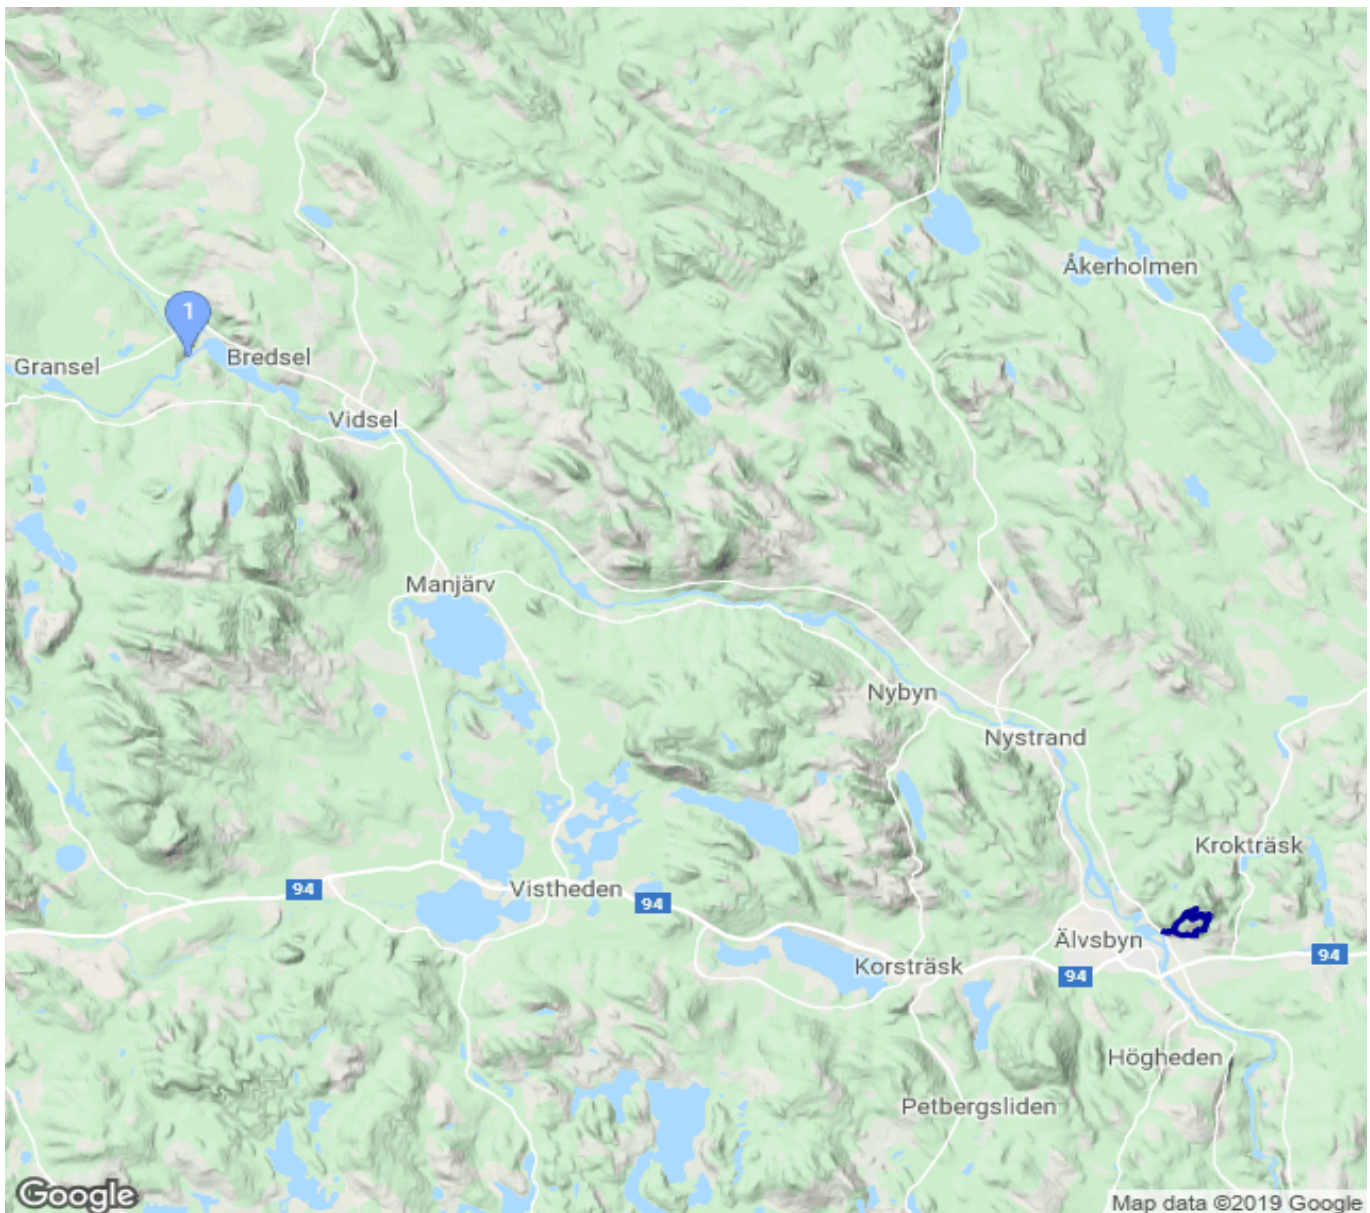 Åkerholmen
1
Bredsel
Gransel
Vidsel
Manjärv
Nybyn
Nystrand
Krokträsk
94
Vistheden
94
Älvsbyn
94
Korsträsk
94
Högheden
Petbergsliden
Google
Map data ©2019 Google